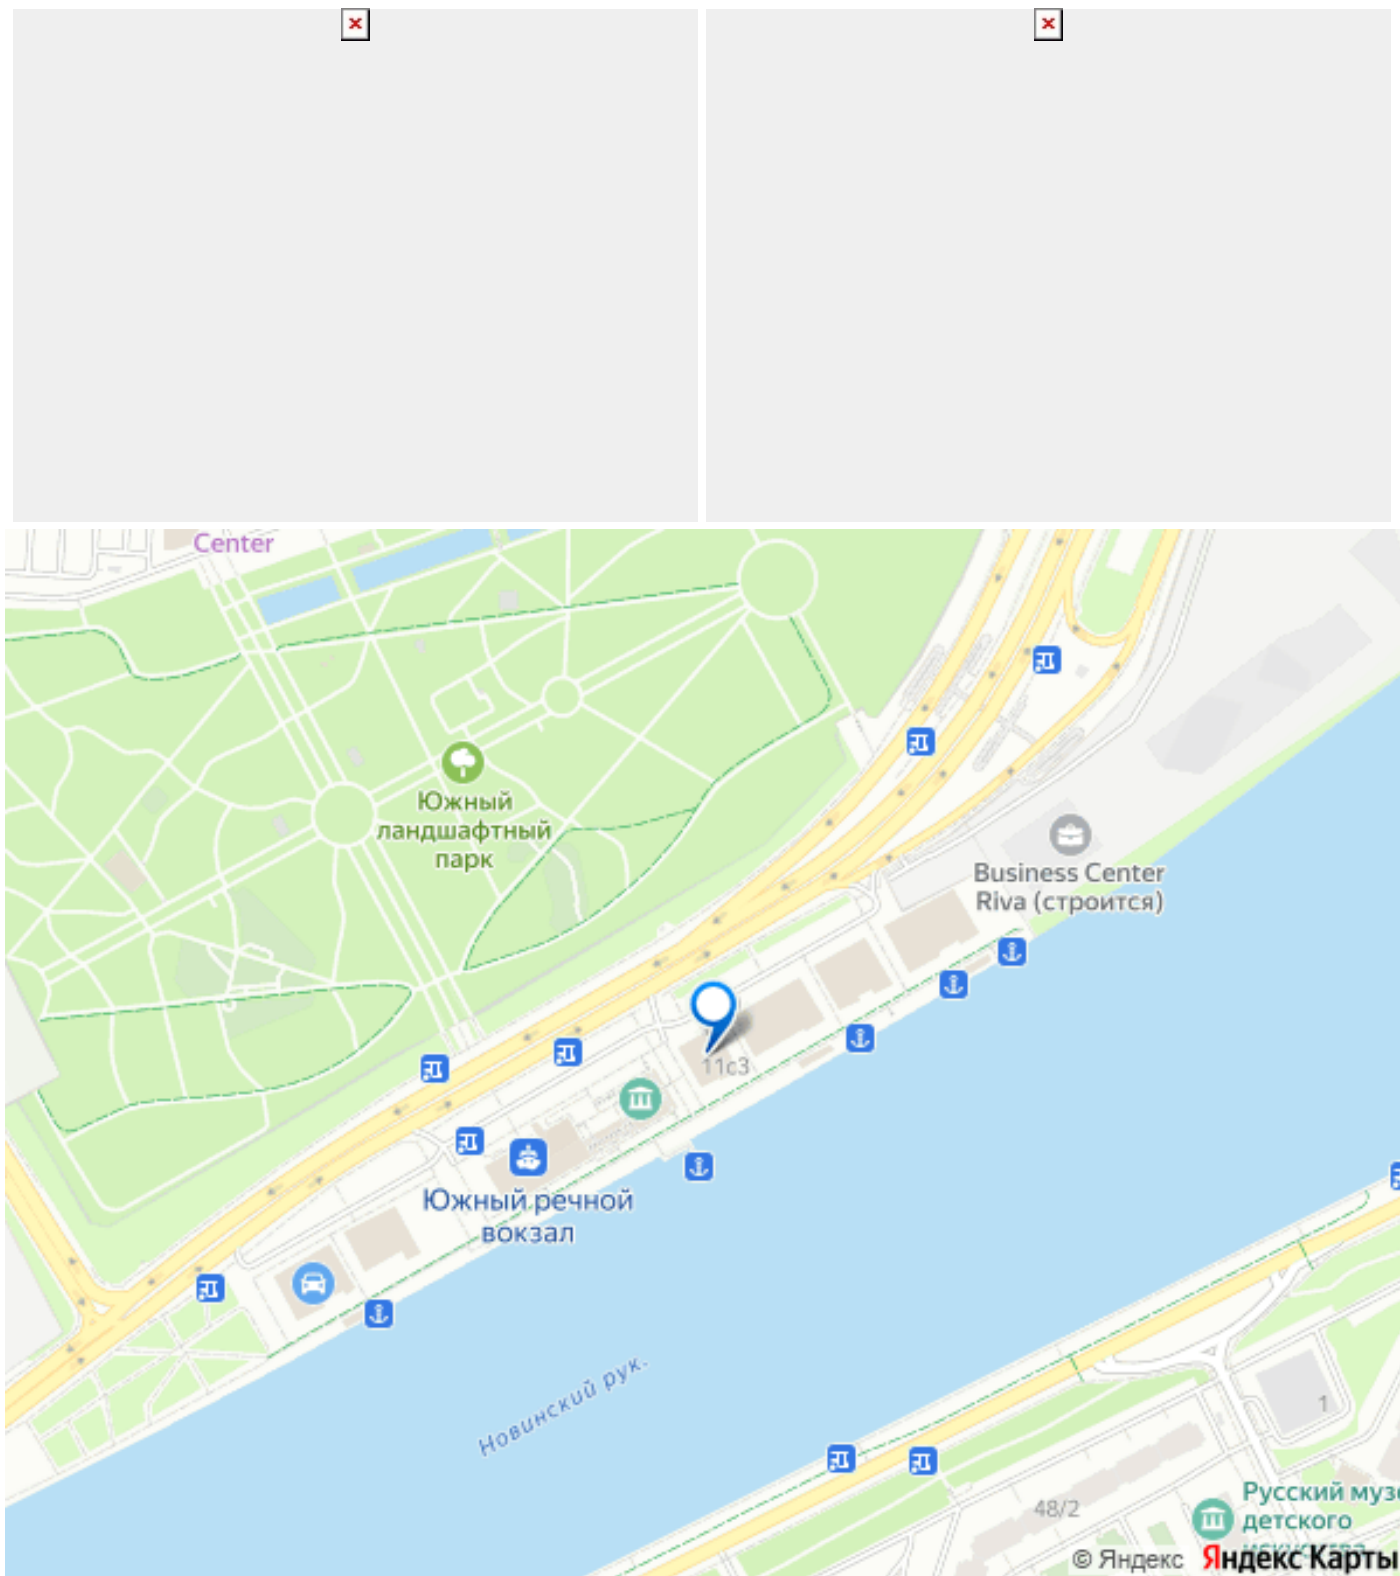 Center
Южный
ландшафтный
парк
Business Center
Riva (строится)
11с3
Южный речной
вокзал
Новинский рук.
1
48/2
Русский муз
детского
© Яндекс Яндекс Карты